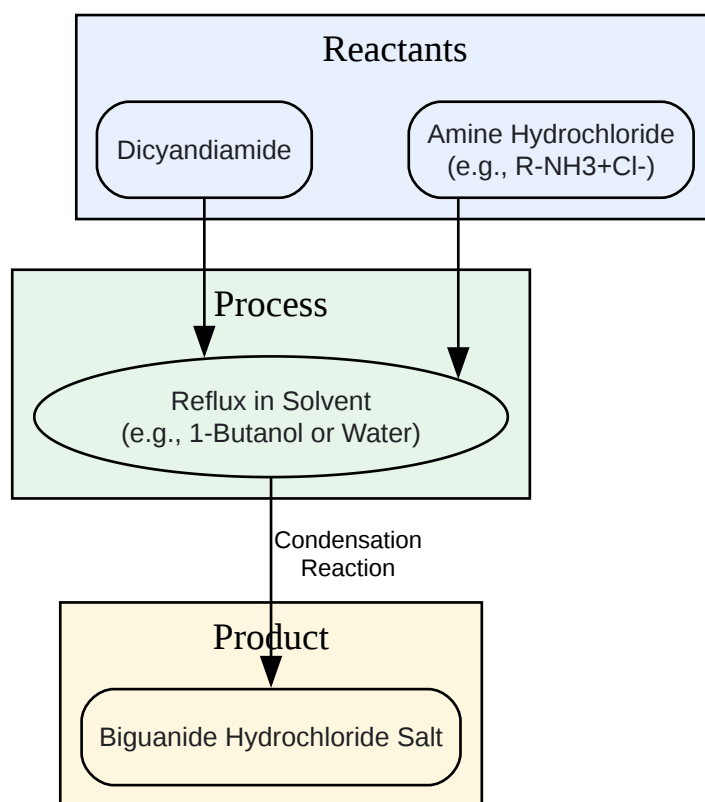 Reactants
Dicyandiamide
Amine Hydrochloride
(e.g., R-NH3+Cl-)
Process
Reflux in Solvent
(e.g., 1-Butanol or Water)
Condensation
Reaction
Product
Biguanide Hydrochloride Salt